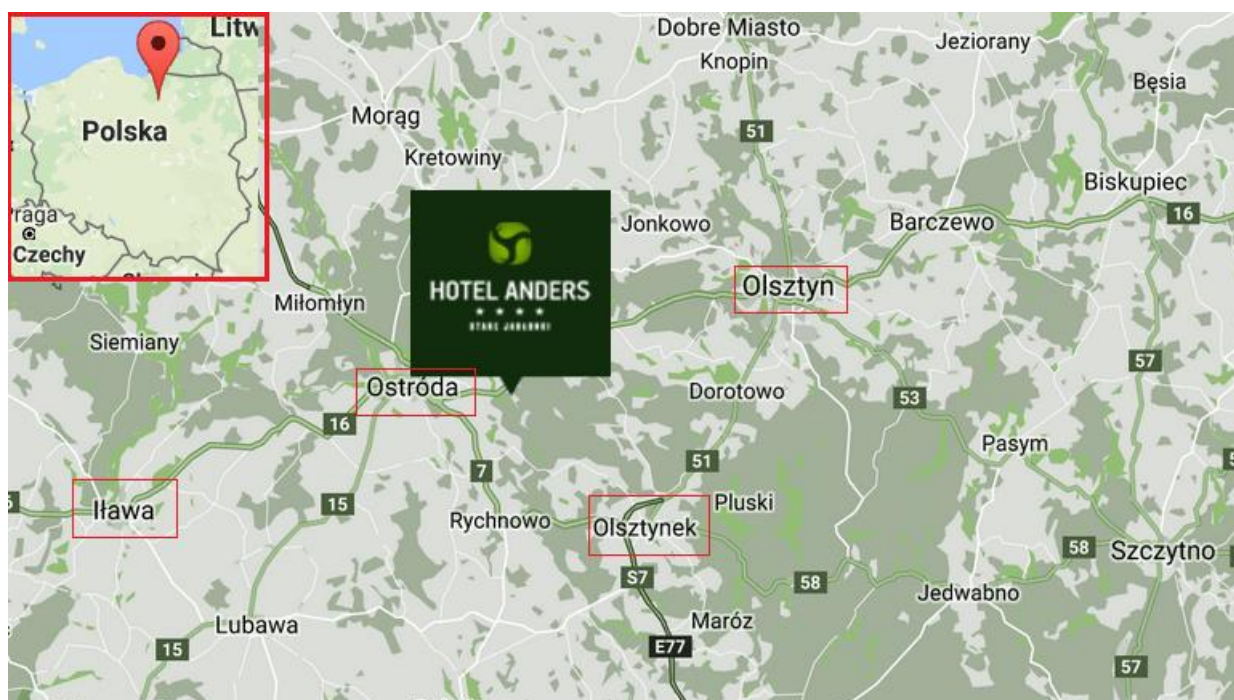 Litw
Polska
Praga
Czechy
Dobre Miasto
Knopin
Jeziorany
Bęsia
Morąg
51
Kretowiny
Biskupiec
16
Jonkowo
Barczewo
HOTEL ANDERS
STARE JABŁONKI
Olsztyn
Miłomłyn
Siemiany
57
Ostróda
Dorotowo
53
16
Pasym
7
51
15
Iława
Rychnowo
Olsztynek
Pluski
58
Szczytno
S7
58
Jedwabno
Lubawa
Maróz
15
E77
57